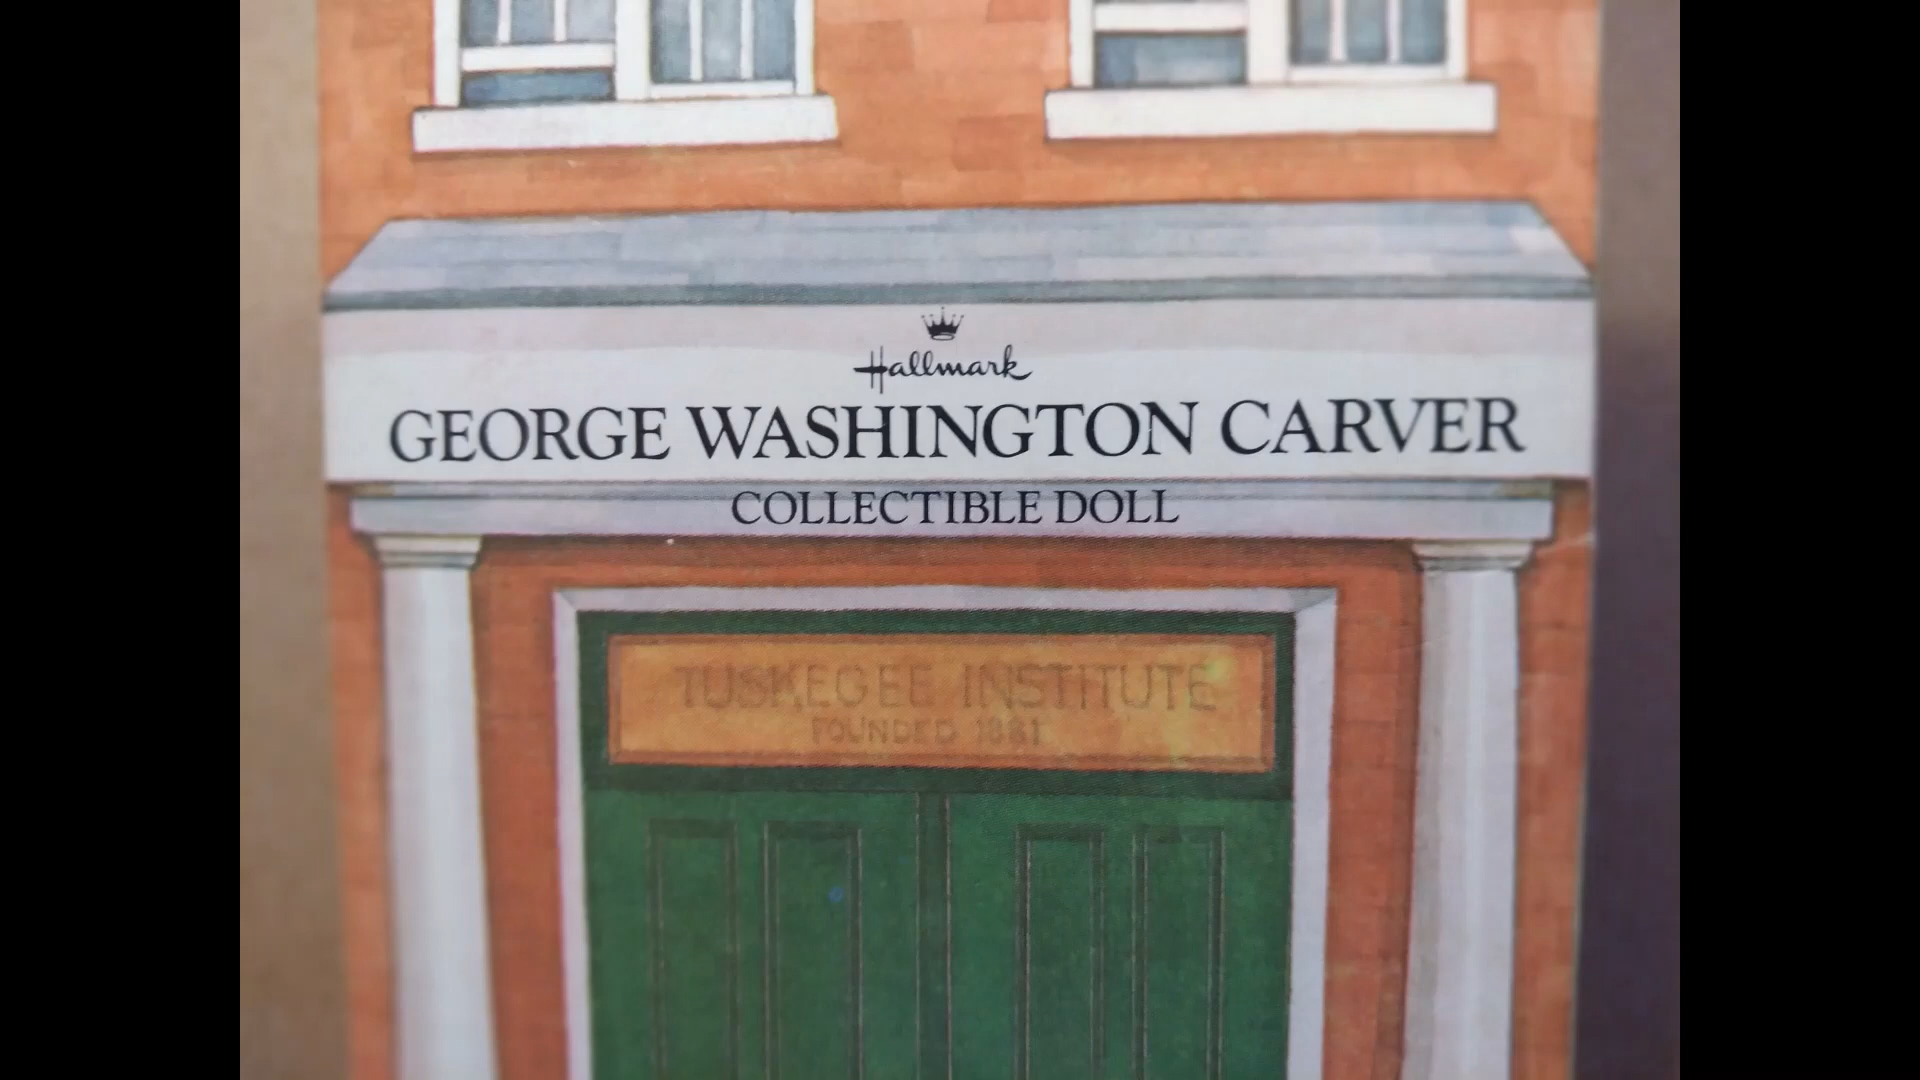 Hallmark
GEORGE WASHINGTON CARVER
COLLECTIBLE DOLL
TUSKEGEE INSTITUTE
FOUNDED 1881